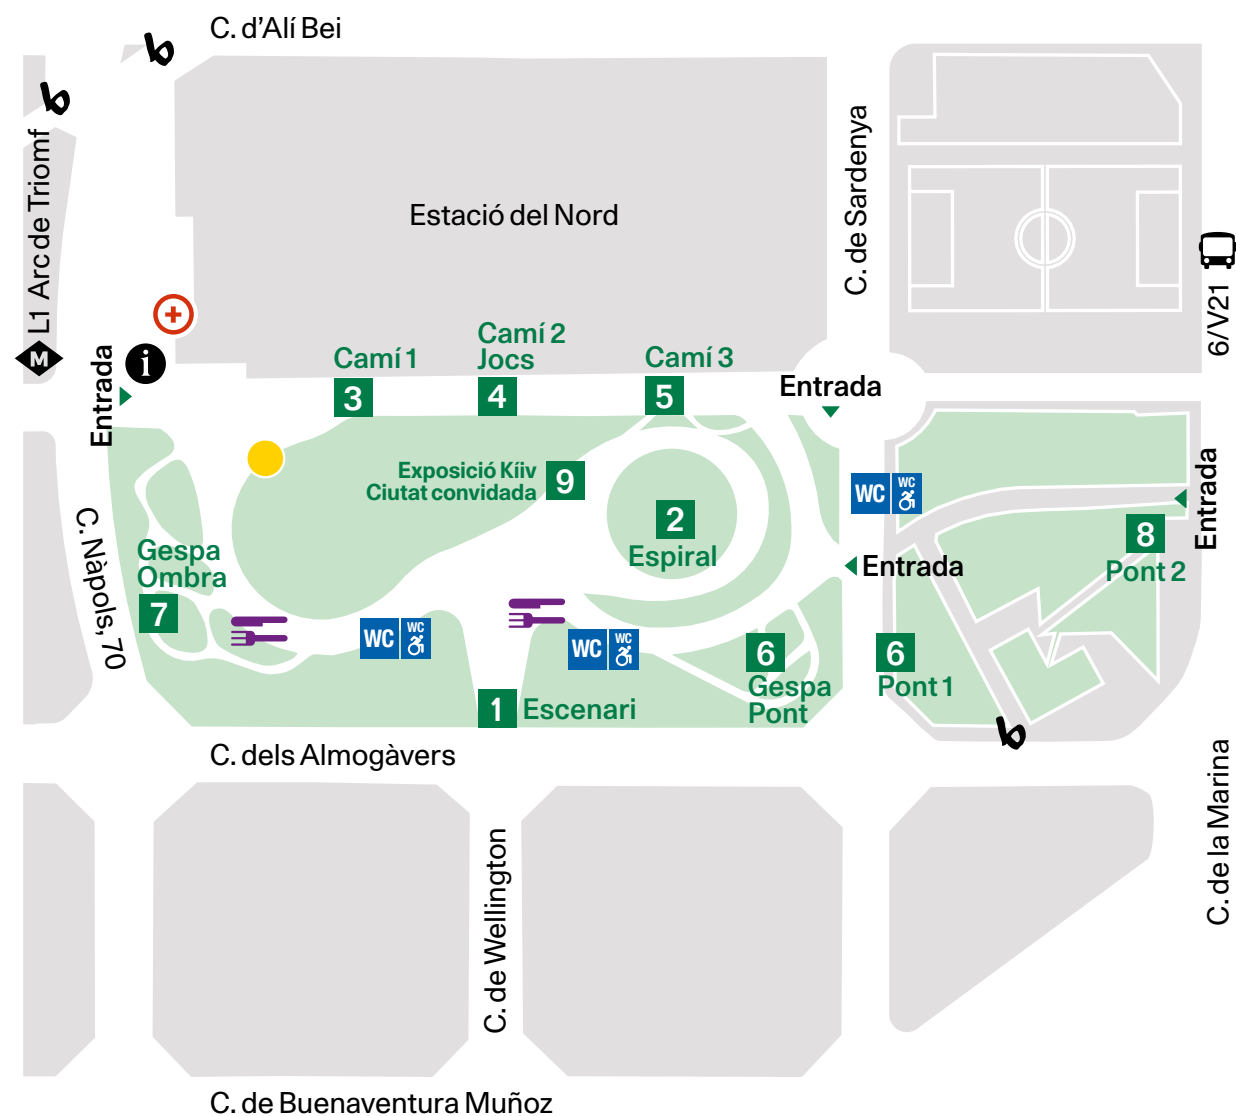 C. d'Alí Bei
L1 Arc de Triomf
M
Estació del Nord
C. de Sardenya
6/V21
i
Entrada
Camí 1
3
Camí 2
Jocs
4
Camí 3
5
Entrada
Exposició Kíiv
Ciutat convidada
9
2
Espiral
WC WC
Entrada
8
Pont 2
Entrada
C. Nàpols, 70
Gespa
Ombra
7
WC WC
WC WC
6
Gespa
Pont
6
Pont 1
1 Escenari
C. dels Almogàvers
C. de Wellington
C. de la Marina
C. de Buenaventura Muñoz